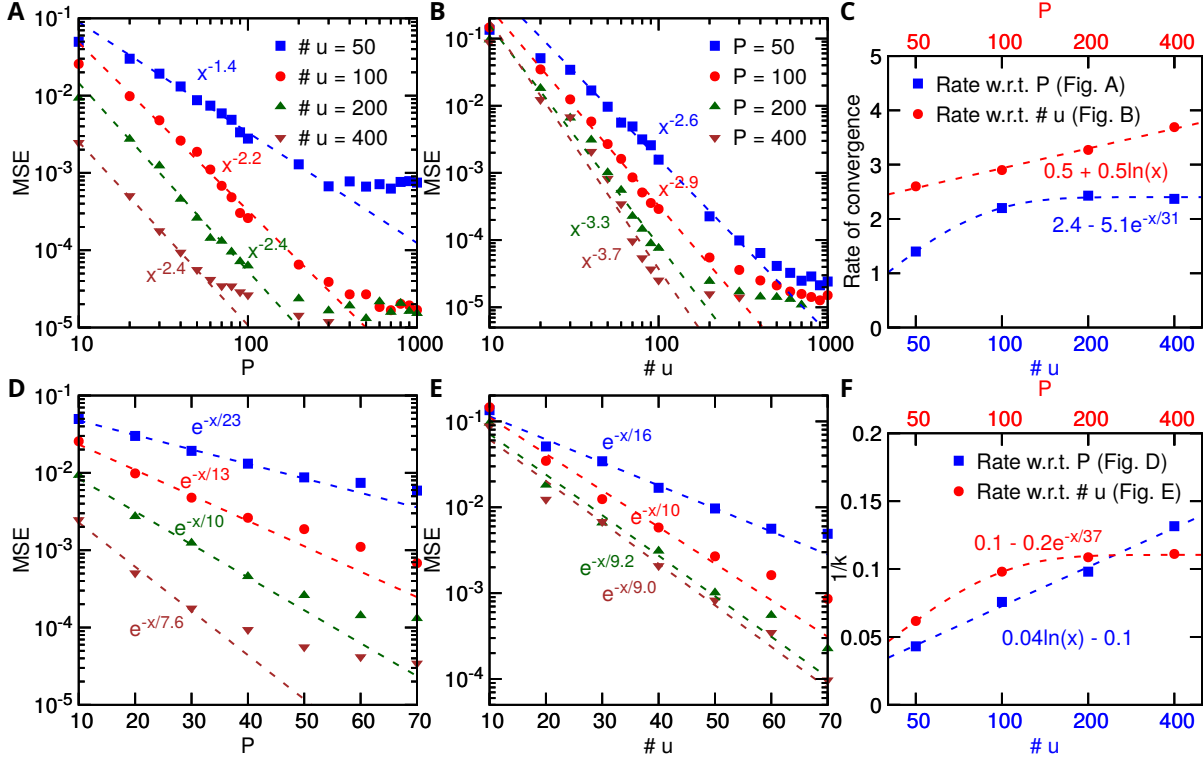 A
MSE
10^-1
10^-2
10^-3
10^-4
10^-5
# u = 50
# u = 100
# u = 200
# u = 400
x^-1.4
x^-2.2
x^-2.4
x^-2.4
10 100 1000
P
B
MSE
10^-1
10^-2
10^-3
10^-4
10^-5
P = 50
P = 100
P = 200
P = 400
x^-2.6
x^-2.9
x^-3.3
x^-3.7
10 100 1000
# u
C
P
50 100 200 400
Rate of convergence
5
4
3
2
1
0
Rate w.r.t. P (Fig. A)
Rate w.r.t. # u (Fig. B)
0.5 + 0.5ln(x)
2.4 - 5.1e^-x/31
50 100 200 400
# u
D
MSE
10^-1
10^-2
10^-3
10^-4
10^-5
e^-x/23
e^-x/13
e^-x/10
e^-x/7.6
10 20 30 40 50 60 70
P
E
MSE
10^-1
10^-2
10^-3
10^-4
e^-x/16
e^-x/10
e^-x/9.2
e^-x/9.0
10 20 30 40 50 60 70
# u
F
P
50 100 200 400
1/k
0.2
0.15
0.1
0.05
0
Rate w.r.t. P (Fig. D)
Rate w.r.t. # u (Fig. E)
0.1 - 0.2e^-x/37
0.04ln(x) - 0.1
50 100 200 400
# u